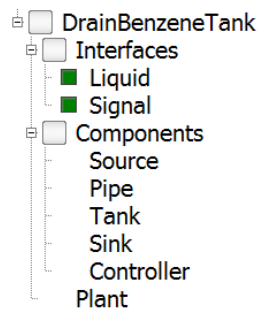 DrainBenzeneTank
Interfaces
Liquid
Signal
Components
Source
Pipe
Tank
Sink
Controller
Plant